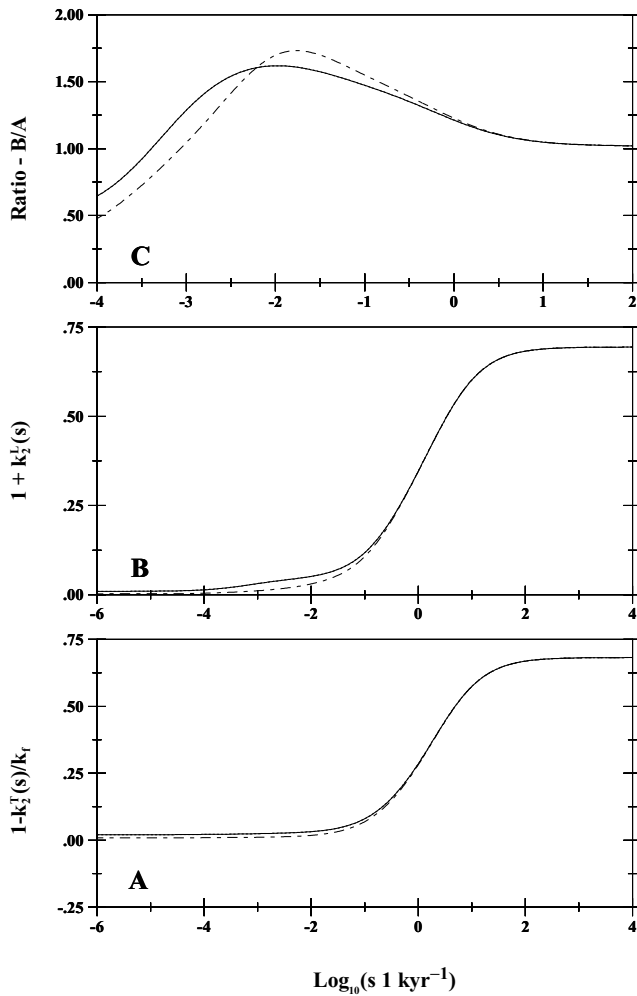 2.00
1.50
1.00
0.50
.00
Ratio - B/A
C
-4 -3 -2 -1 0 1 2
.75
.50
.25
.00
1 + k₂ᴸ(s)
B
-6 -4 -2 0 2 4
.75
.50
.25
.00
-.25
1-k₂ᵀ(s)/k_f
A
-6 -4 -2 0 2 4
Log₁₀(s 1 kyr⁻¹)